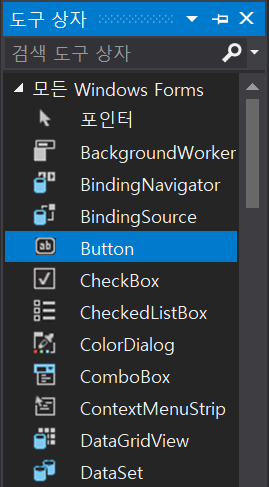 도구 상자
검색 도구 상자
모든 Windows Forms
포인터
BackgroundWorker
BindingNavigator
BindingSource
ab
Button
CheckBox
CheckedListBox
ColorDialog
ComboBox
ContextMenuStrip
DataGridView
DataSet